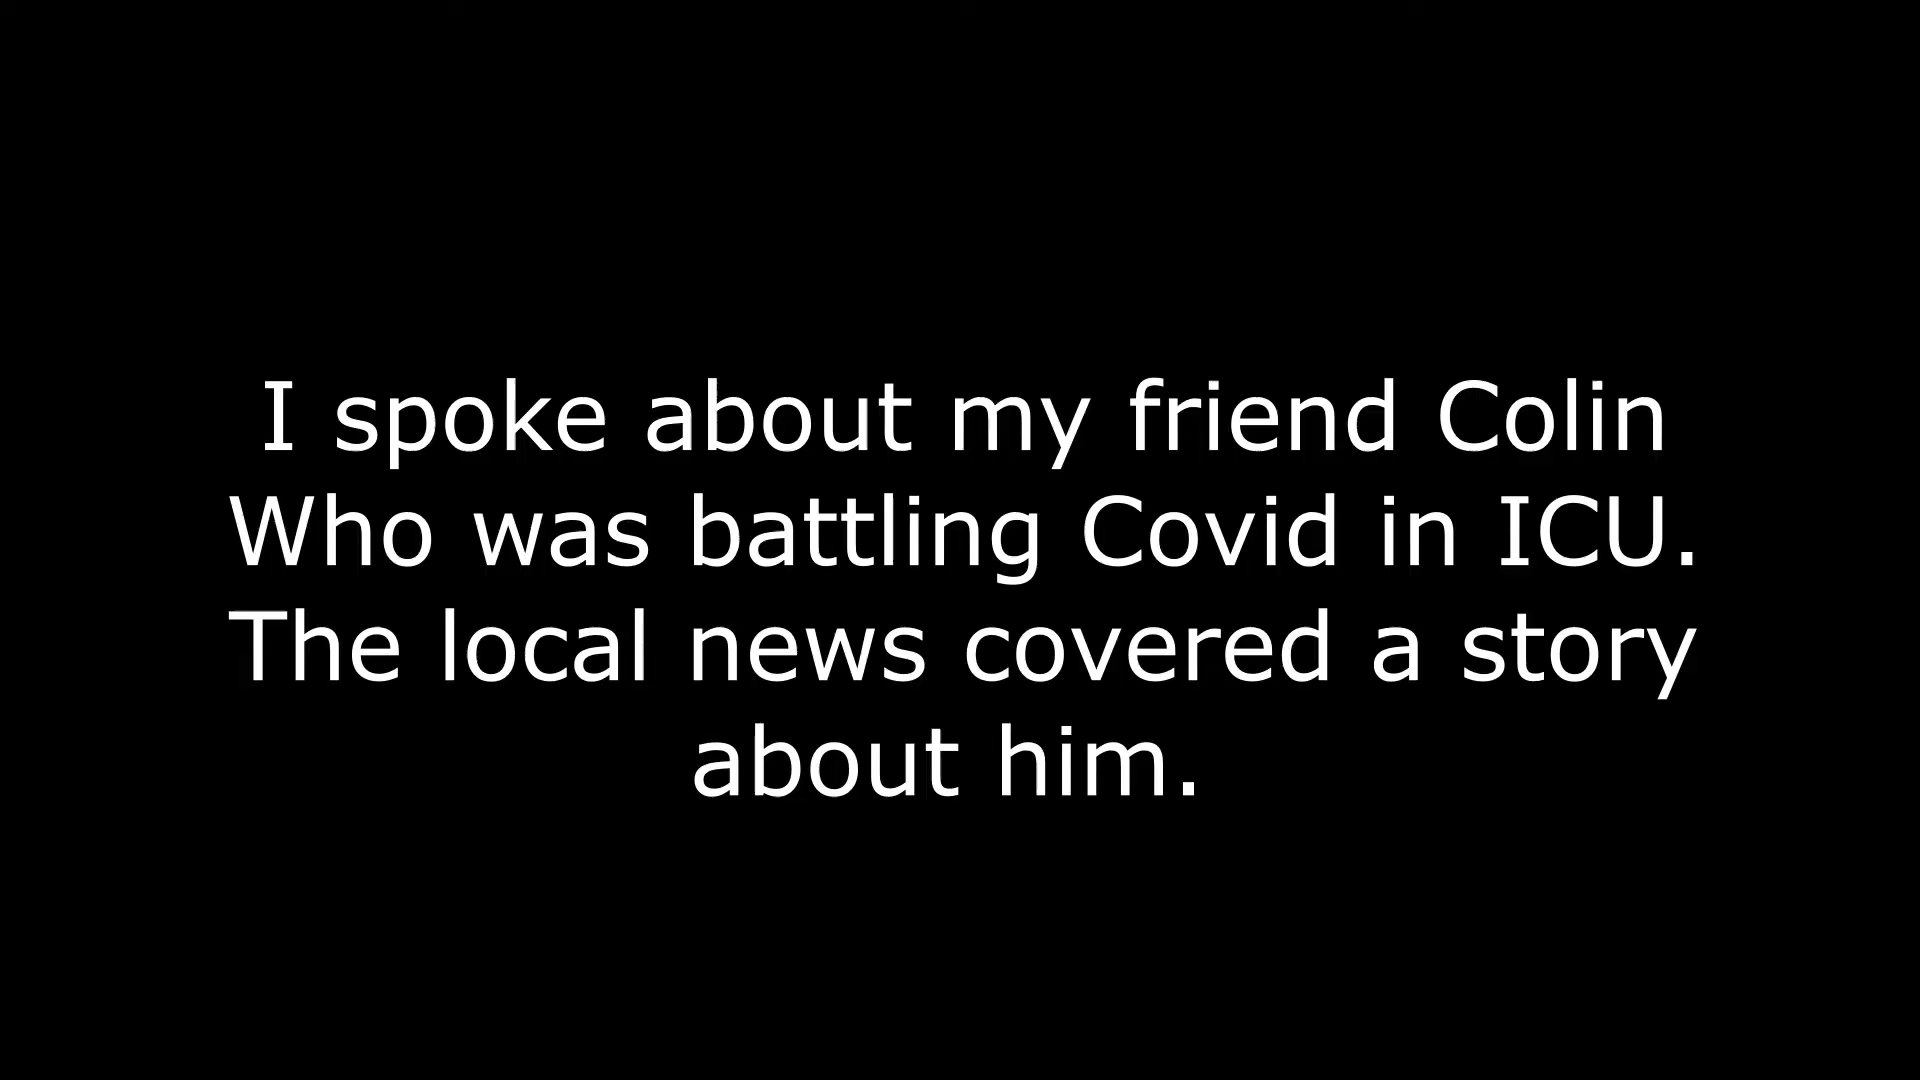 I spoke about my friend Colin
Who was battling Covid in ICU.
The local news covered a story
about him.